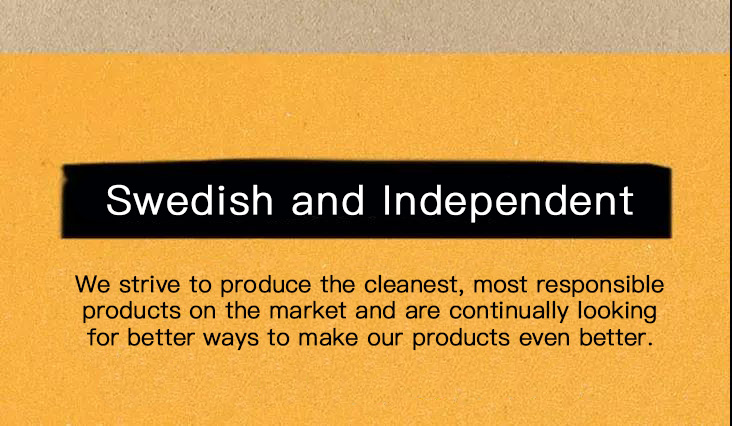 Swedish and Independent
We strive to produce the cleanest, most responsible
products on the market and are continually looking
for better ways to make our products even better.